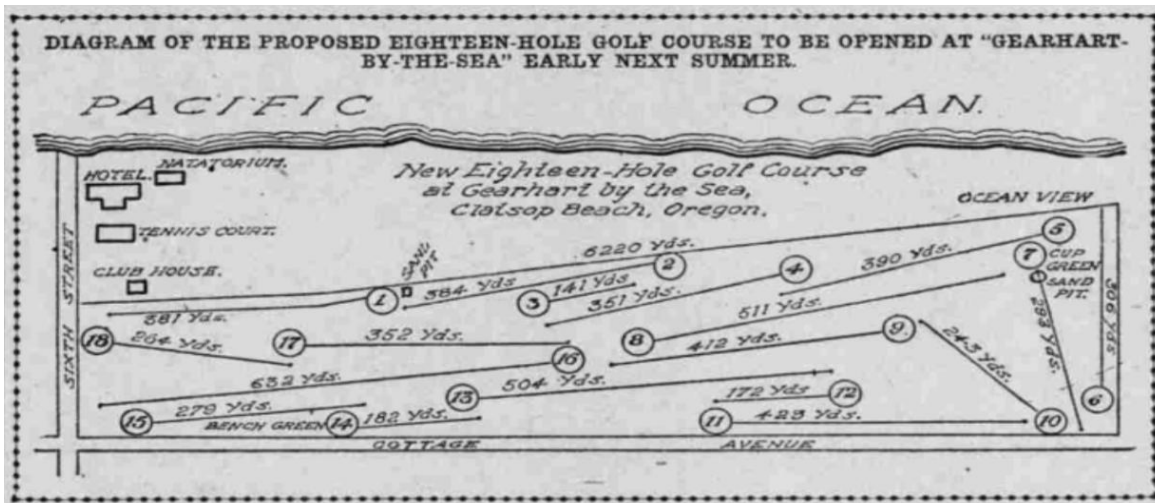 DIAGRAM OF THE PROPOSED EIGHTEEN-HOLE GOLF COURSE TO BE OPENED AT "GEARHART-
BY-THE-SEA" EARLY NEXT SUMMER.
PACIFIC OCEAN.
NATATORIUM.
HOTEL.
New Eighteen-Hole Golf Course
at Gearhart by the Sea,
Clatsop Beach, Oregon.
OCEAN VIEW
TENNIS COURT.
CLUB HOUSE.
SAND
PIT
6220 Yds.
1
384 Yds
2
3
141 Yds
4
351 Yds.
5
390 Yds.
7
CUP
GREEN
SAND
PIT.
381 Yds.
18
264 Yds.
17
352 Yds.
16
8
511 Yds.
9
412 Yds.
293 Yds.
306 Yds
243 Yds.
632 Yds.
13
504 Yds.
172 Yds
12
6
15
279 Yds.
BENCH GREEN
14
182 Yds.
11
423 Yds.
10
SIXTH STREET
COTTAGE AVENUE